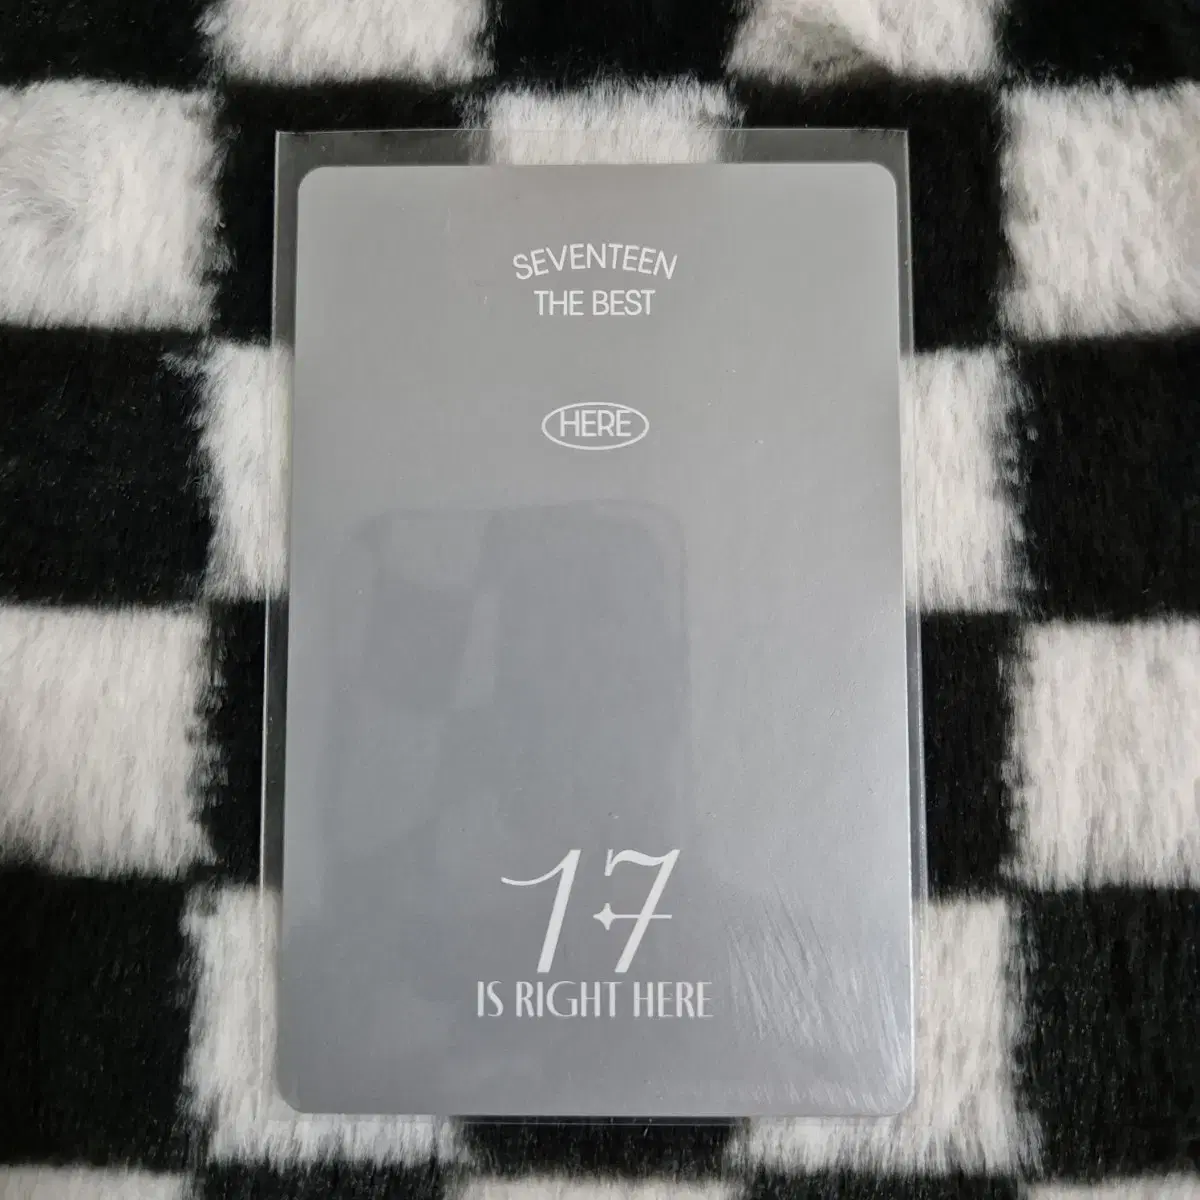 SEVENTEEN
THE BEST
HERE
17
IS RIGHT HERE